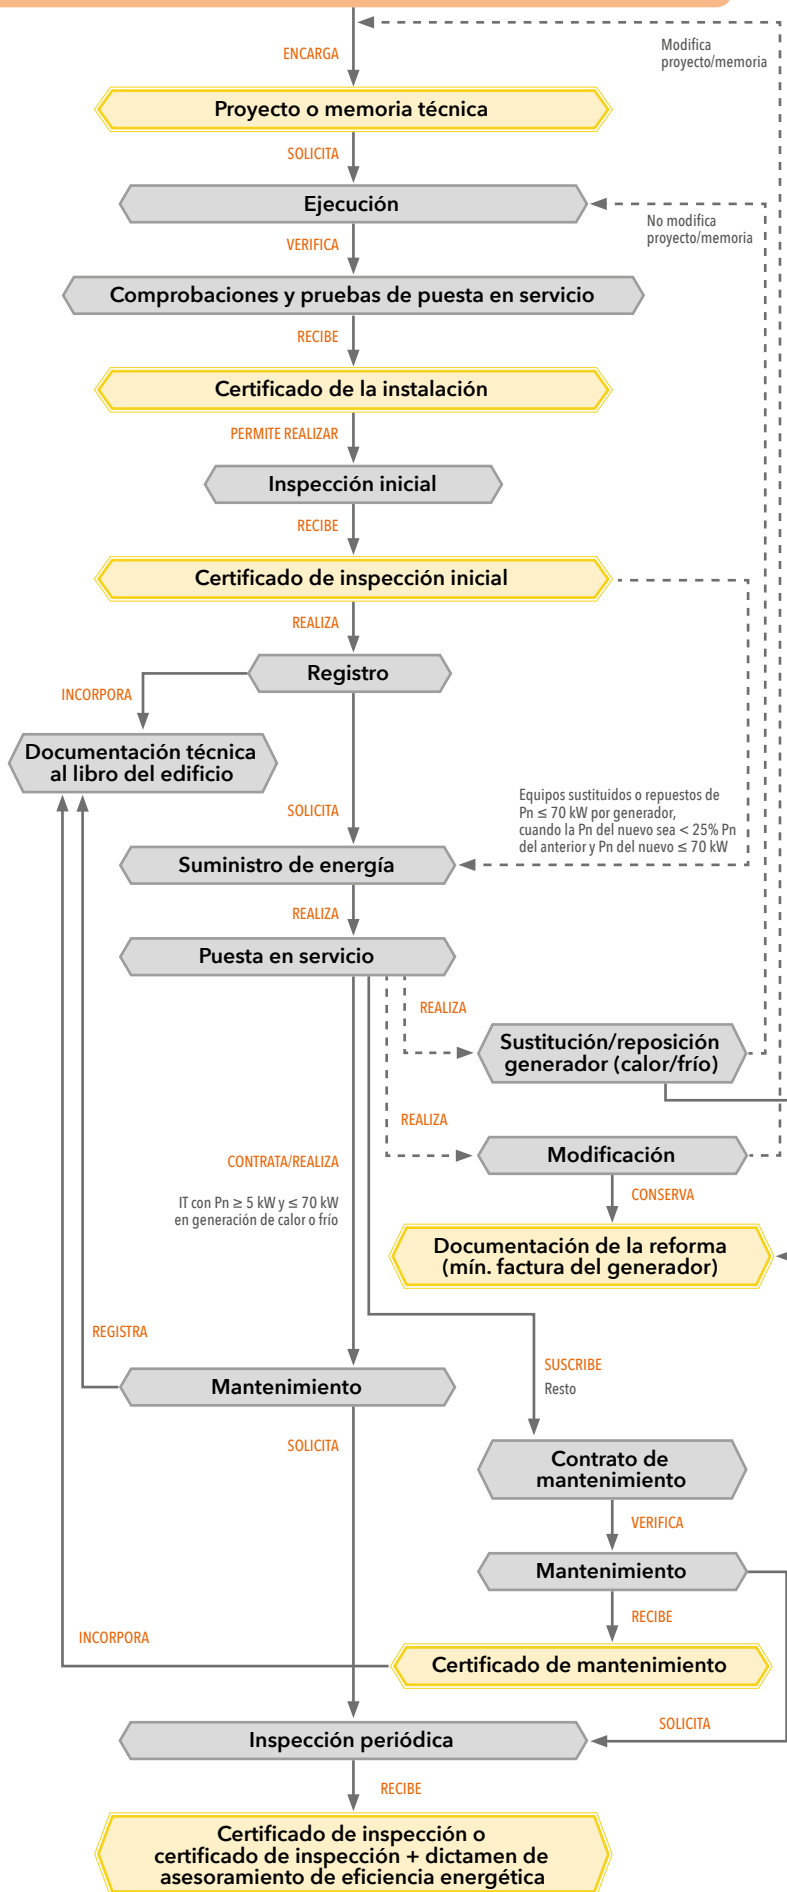 ENCARGA
Modifica
proyecto/memoria
Proyecto o memoria técnica
SOLICITA
Ejecución
No modifica
proyecto/memoria
VERIFICA
Comprobaciones y pruebas de puesta en servicio
RECIBE
Certificado de la instalación
PERMITE REALIZAR
Inspección inicial
RECIBE
Certificado de inspección inicial
REALIZA
Registro
INCORPORA
Documentación técnica
al libro del edificio
SOLICITA
Equipos sustituidos o repuestos de
Pn ≤ 70 kW por generador,
cuando la Pn del nuevo sea < 25% Pn
del anterior y Pn del nuevo ≤ 70 kW
Suministro de energía
REALIZA
Puesta en servicio
REALIZA
Sustitución/reposición
generador (calor/frío)
REALIZA
Modificación
CONTRATA/REALIZA
IT con Pn ≥ 5 kW y ≤ 70 kW
en generación de calor o frío
CONSERVA
Documentación de la reforma
(mín. factura del generador)
REGISTRA
Mantenimiento
SUSCRIBE
Resto
SOLICITA
Contrato de
mantenimiento
VERIFICA
Mantenimiento
RECIBE
INCORPORA
Certificado de mantenimiento
SOLICITA
Inspección periódica
RECIBE
Certificado de inspección o
certificado de inspección + dictamen de
asesoramiento de eficiencia energética